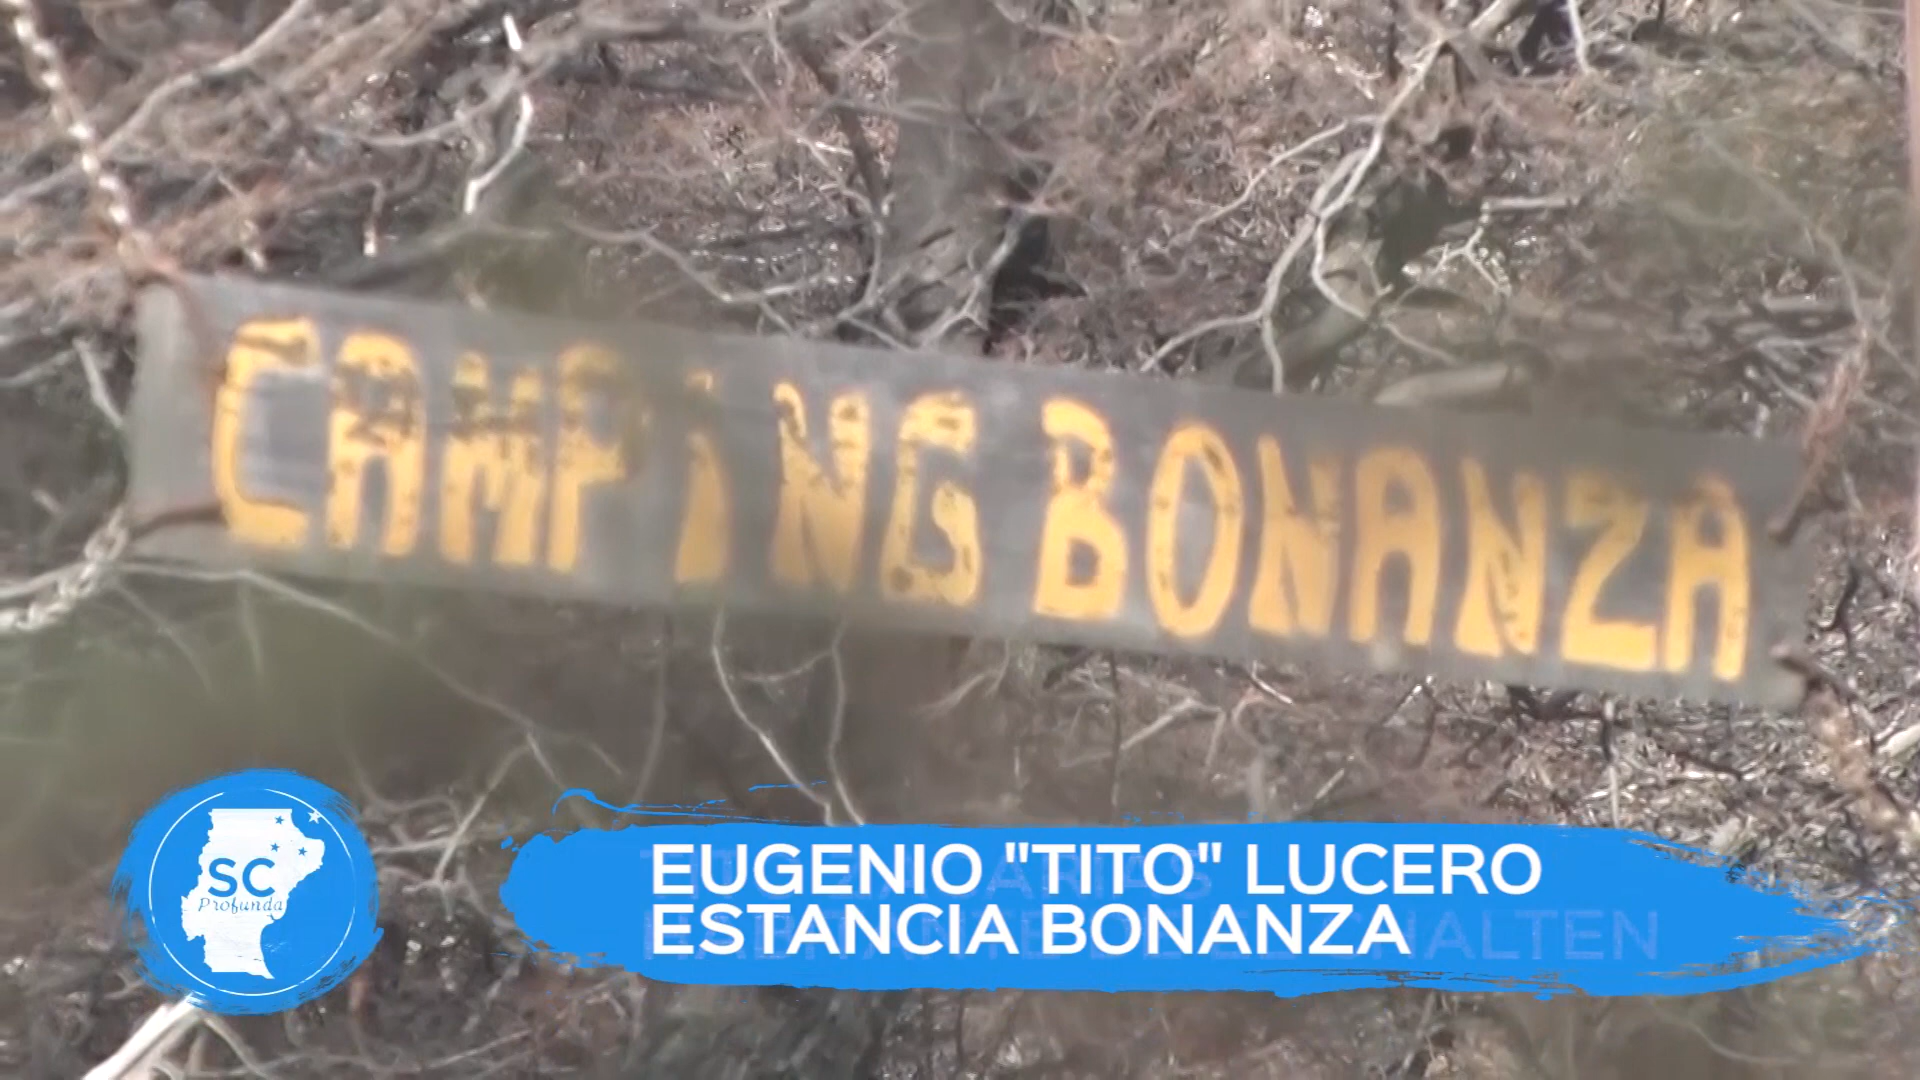 CAMPING BONANZA
SC
Profunda
EUGENIO "TITO" LUCERO
ESTANCIA BONANZA